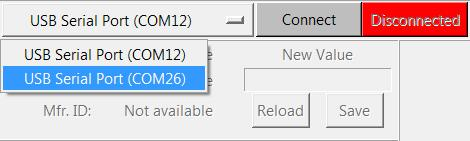 USB Serial Port (COM12) Connect Disconnected
USB Serial Port (COM12) New Value
USB Serial Port (COM26)
Mfr. ID: Not available Reload Save